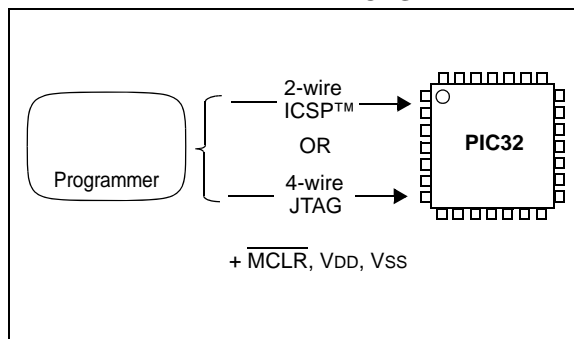 2-wire
ICSP™
OR
4-wire
JTAG
Programmer
PIC32
+ MCLR, VDD, VSS